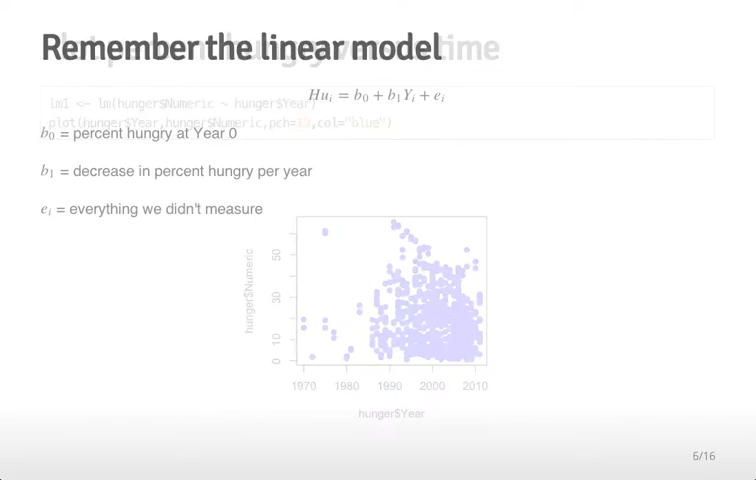 Remember the linear model
time
Hu_i = b_0 + b_1 Y_i + e_i
lm1 <- lm(hunger$Numeric ~ hunger$Year)
plot(hunger$Year,hunger$Numeric,pch=19,col="blue")
b_0 = percent hungry at Year 0
b_1 = decrease in percent hungry per year
e_i = everything we didn't measure
hunger$Numeric
50
30
10
0
1970 1980 1990 2000 2010
hunger$Year
6/16